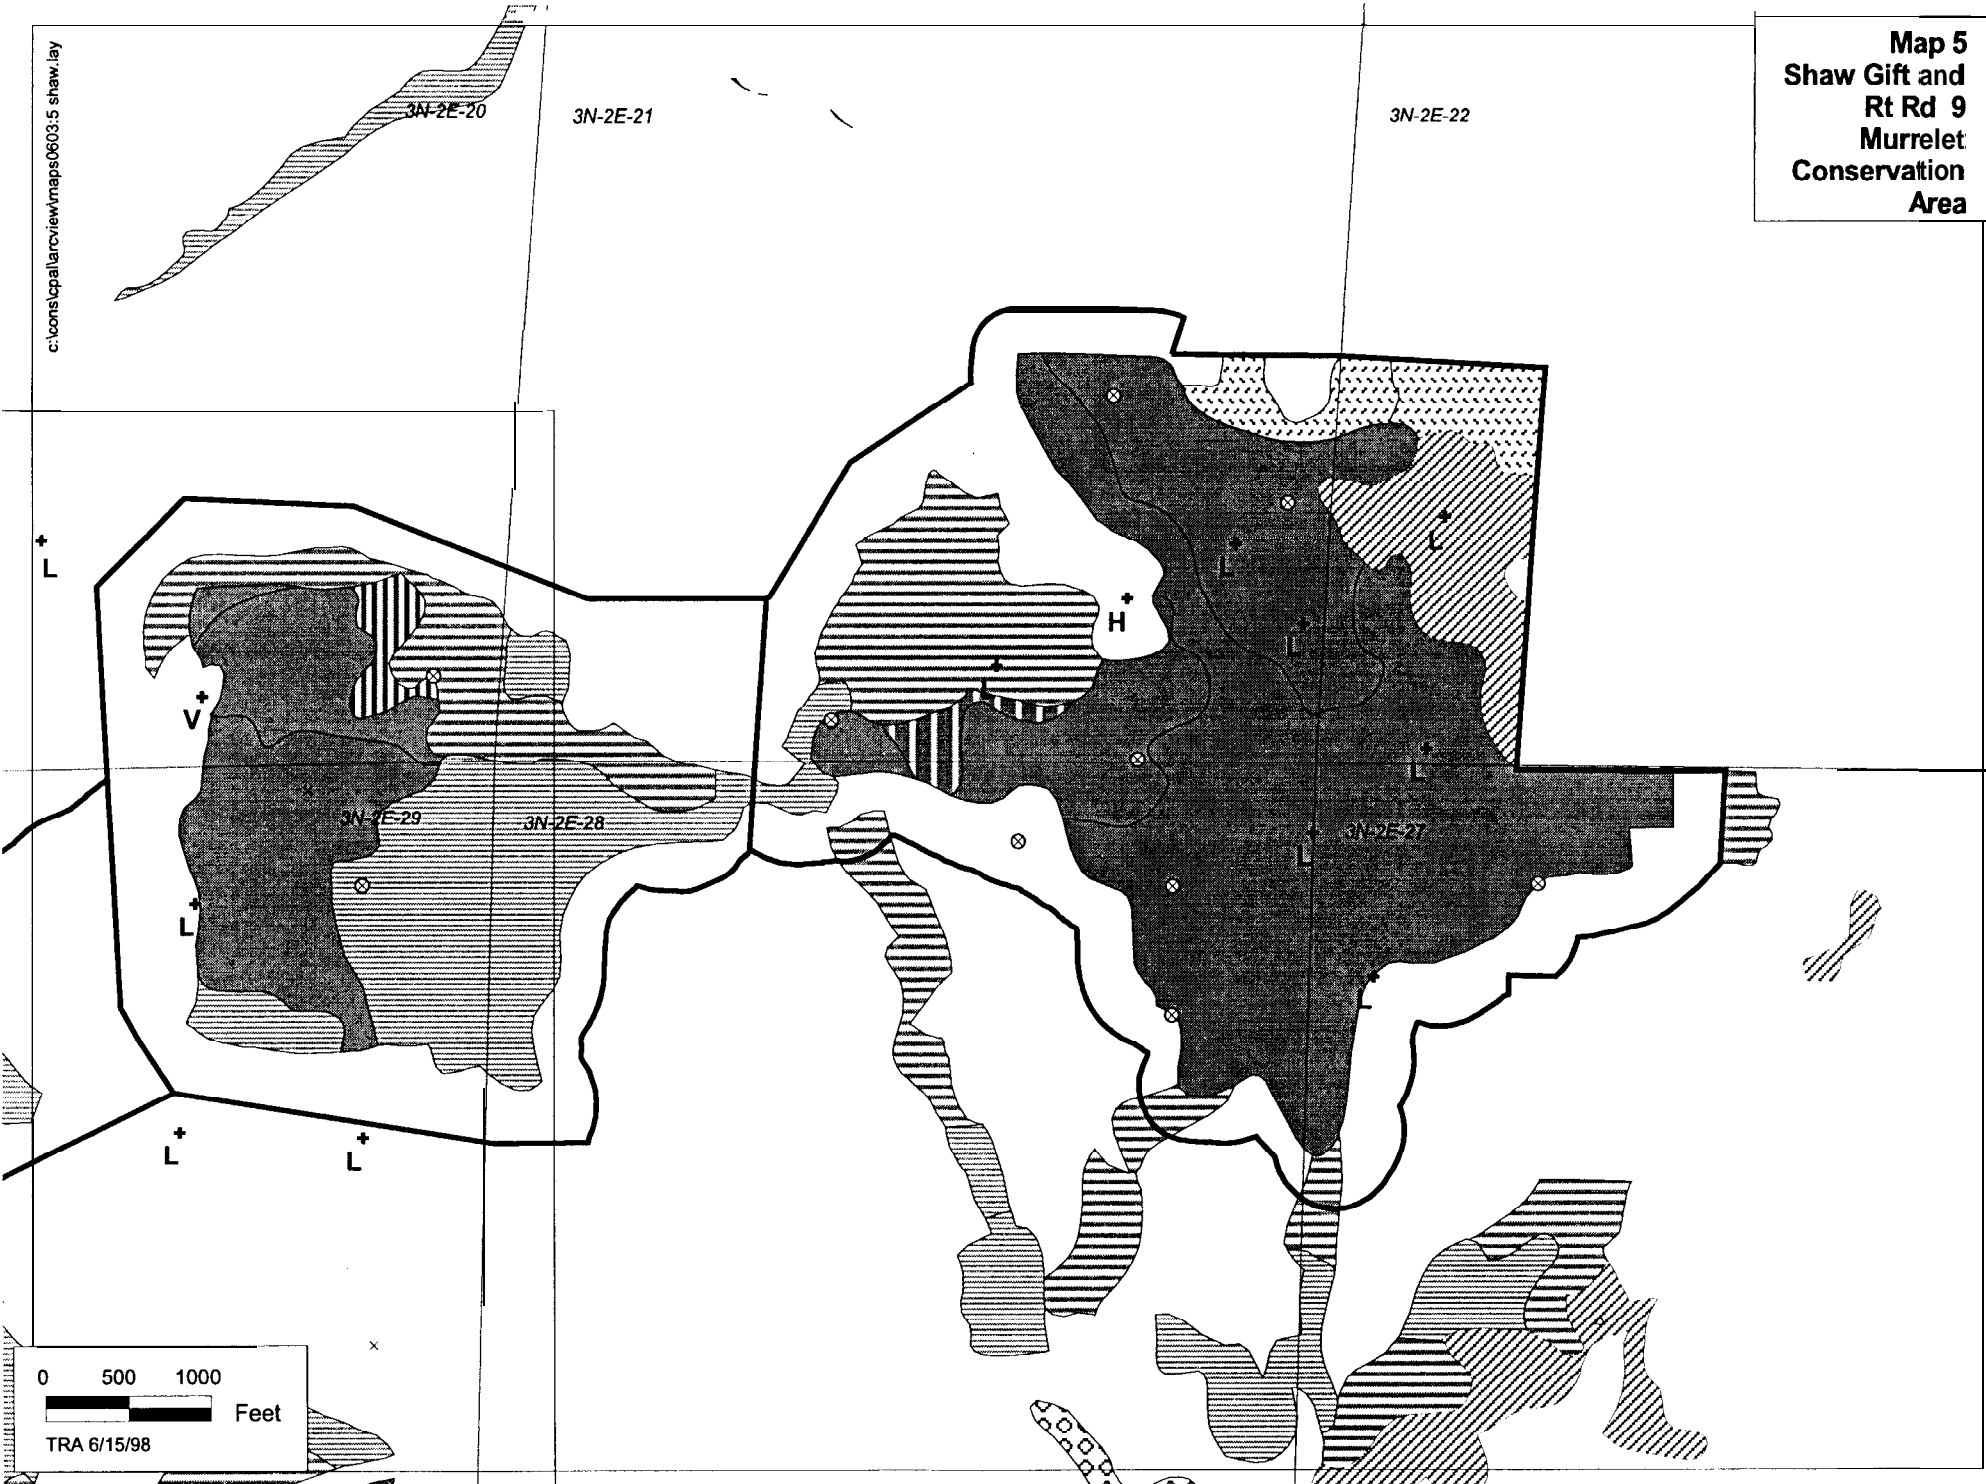 Map 5
Shaw Gift and
Rt Rd 9
Murrelet
Conservation
Area
c:\cons\cpal\arcview\maps0603:5 shaw.lay
3N-2E-20
3N-2E-21
3N-2E-22
L
L
L
H
L
L
V
L
3N-2E-29
3N-2E-28
3N-2E-27
L
L
L
L
L
0 500 1000
Feet
TRA 6/15/98